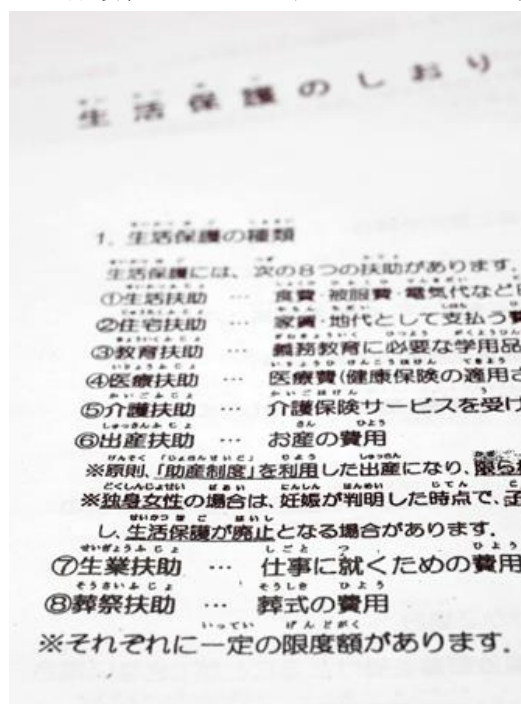 生活保護のしおり
1. 生活保護の種類
生活保護には、次の8つの扶助があります。
①生活扶助 … 食費・被服費・電気代など
②住宅扶助 … 家賃・地代として支払う費
③教育扶助 … 義務教育に必要な学用品
④医療扶助 … 医療費(健康保険の適用さ
⑤介護扶助 … 介護保険サービスを受け
⑥出産扶助 … お産の費用
※原則、「助産制度」を利用した出産になり、限ら
※独身女性の場合は、妊娠が判明した時点で、子
し、生活保護が廃止となる場合があります.
⑦生業扶助 … 仕事に就くための費用
⑧葬祭扶助 … 葬式の費用
※それぞれに一定の限度額があります.